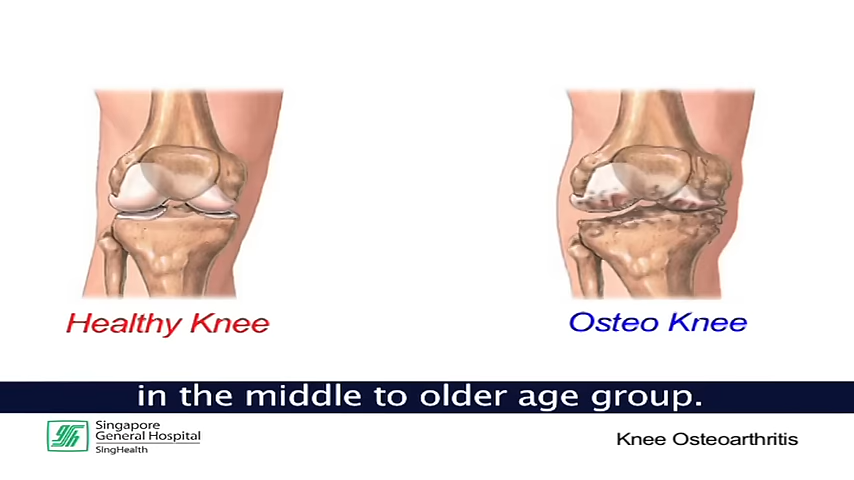 Healthy Knee
Osteo Knee
in the middle to older age group.
Singapore
General Hospital
SingHealth
Knee Osteoarthritis